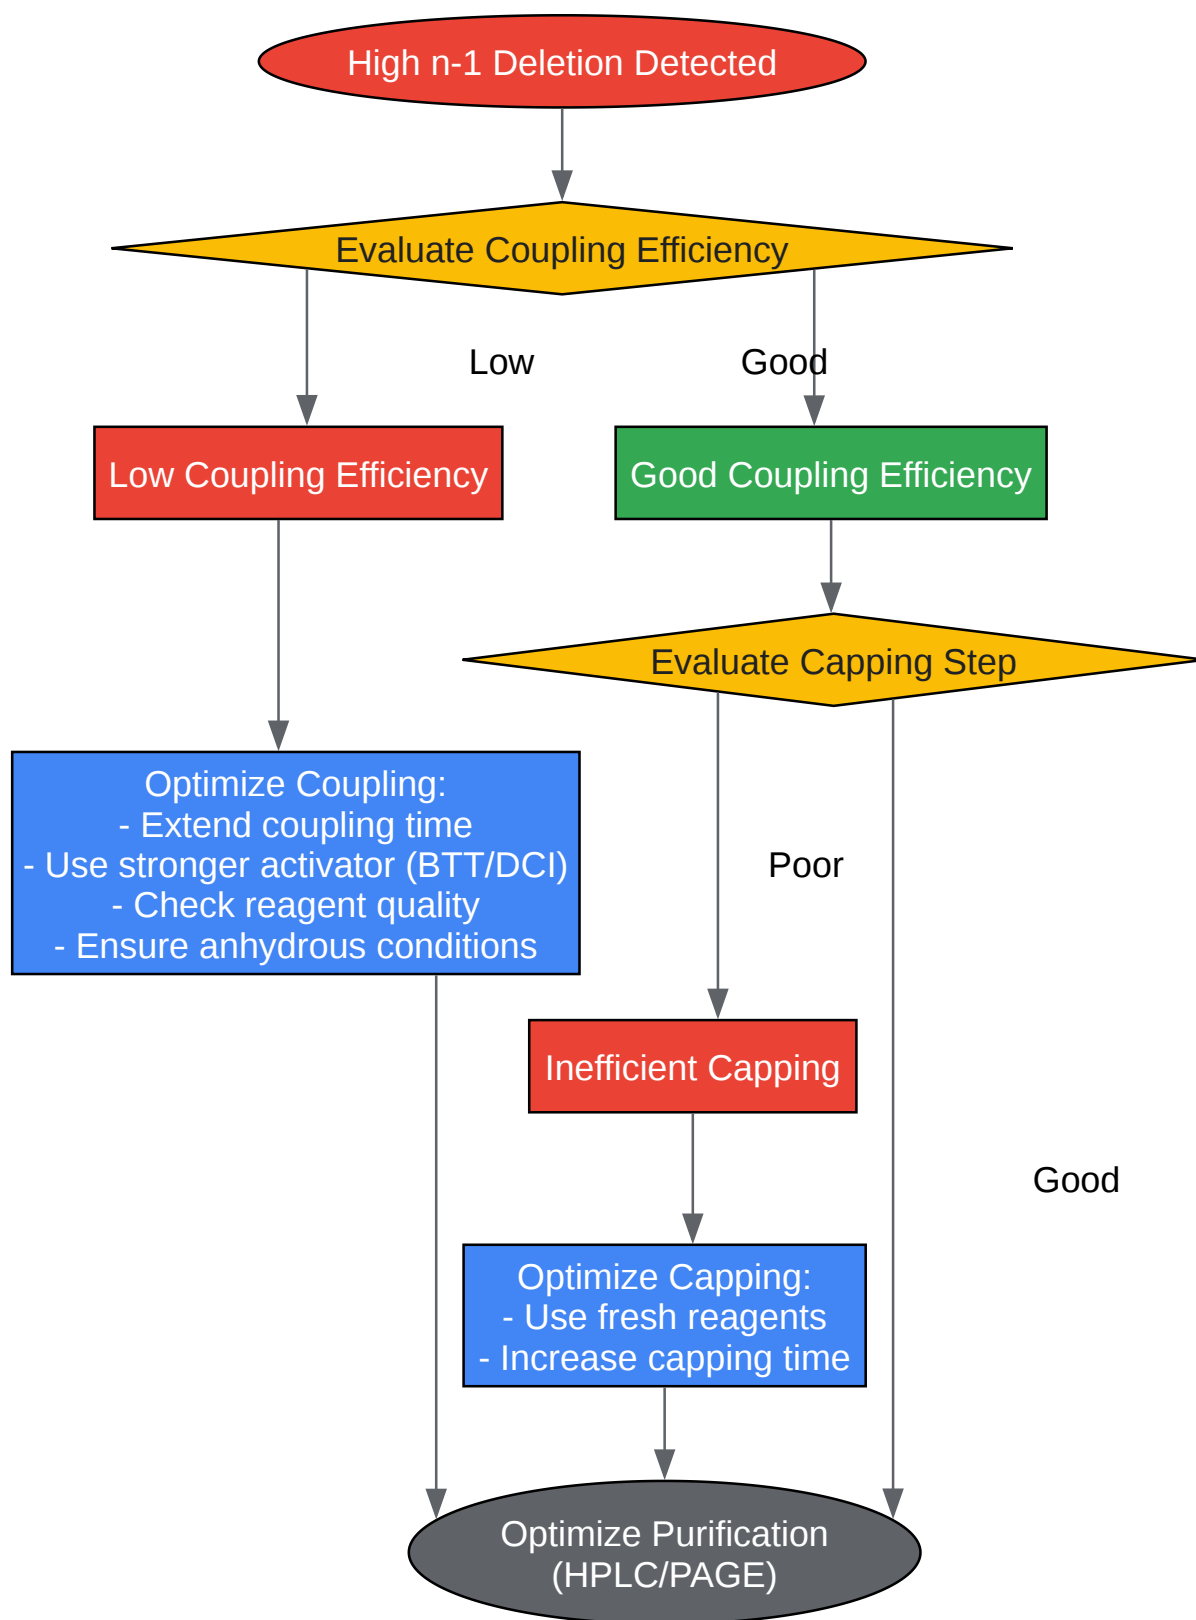 High n-1 Deletion Detected
Evaluate Coupling Efficiency
Low
Good
Low Coupling Efficiency
Good Coupling Efficiency
Evaluate Capping Step
Optimize Coupling:
- Extend coupling time
- Use stronger activator (BTT/DCI)
- Check reagent quality
- Ensure anhydrous conditions
Poor
Inefficient Capping
Good
Optimize Capping:
- Use fresh reagents
- Increase capping time
Optimize Purification
(HPLC/PAGE)